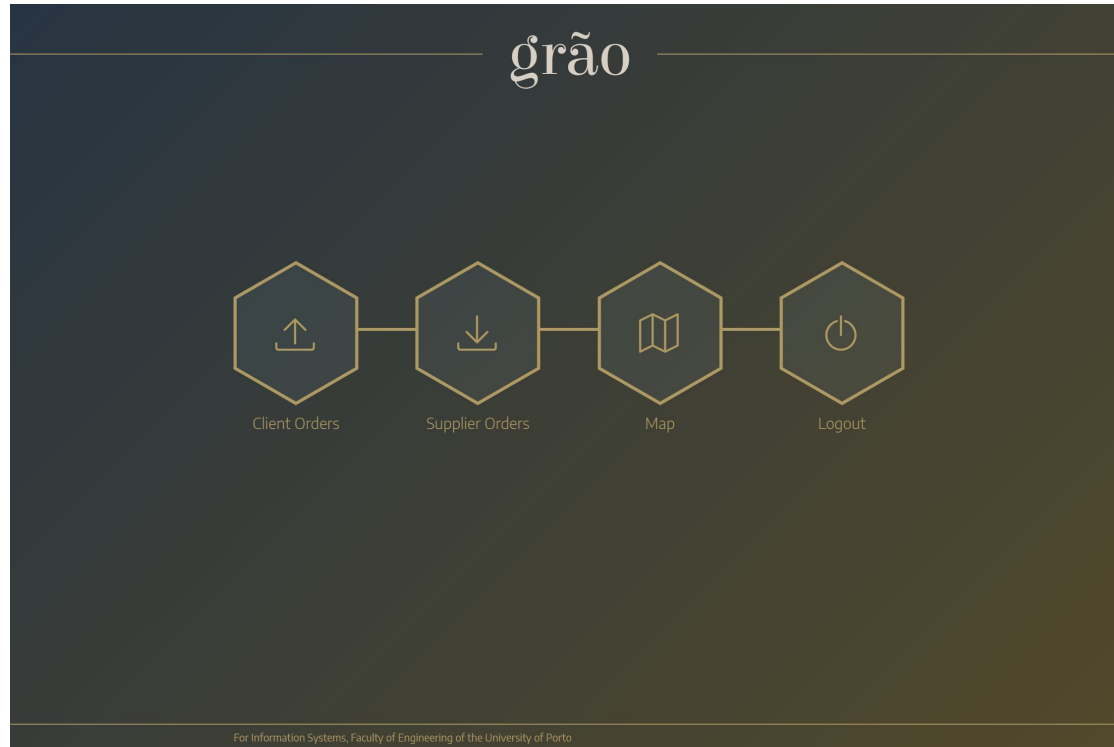 grão
Client Orders
Supplier Orders
Map
Logout
For Information Systems, Faculty of Engineering of the University of Porto